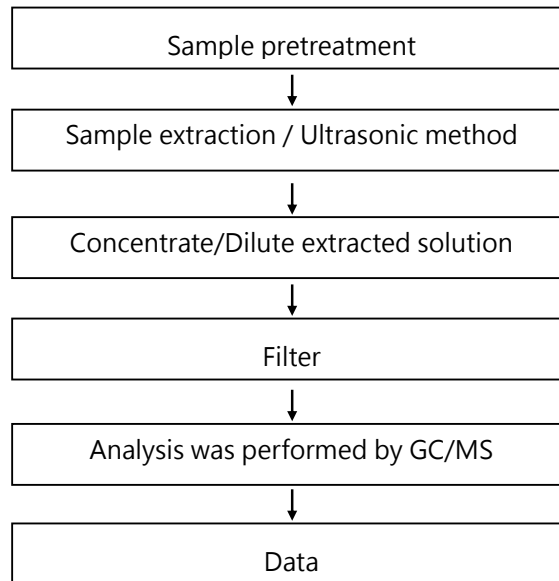 Sample pretreatment
Sample extraction / Ultrasonic method
Concentrate/Dilute extracted solution
Filter
Analysis was performed by GC/MS
Data